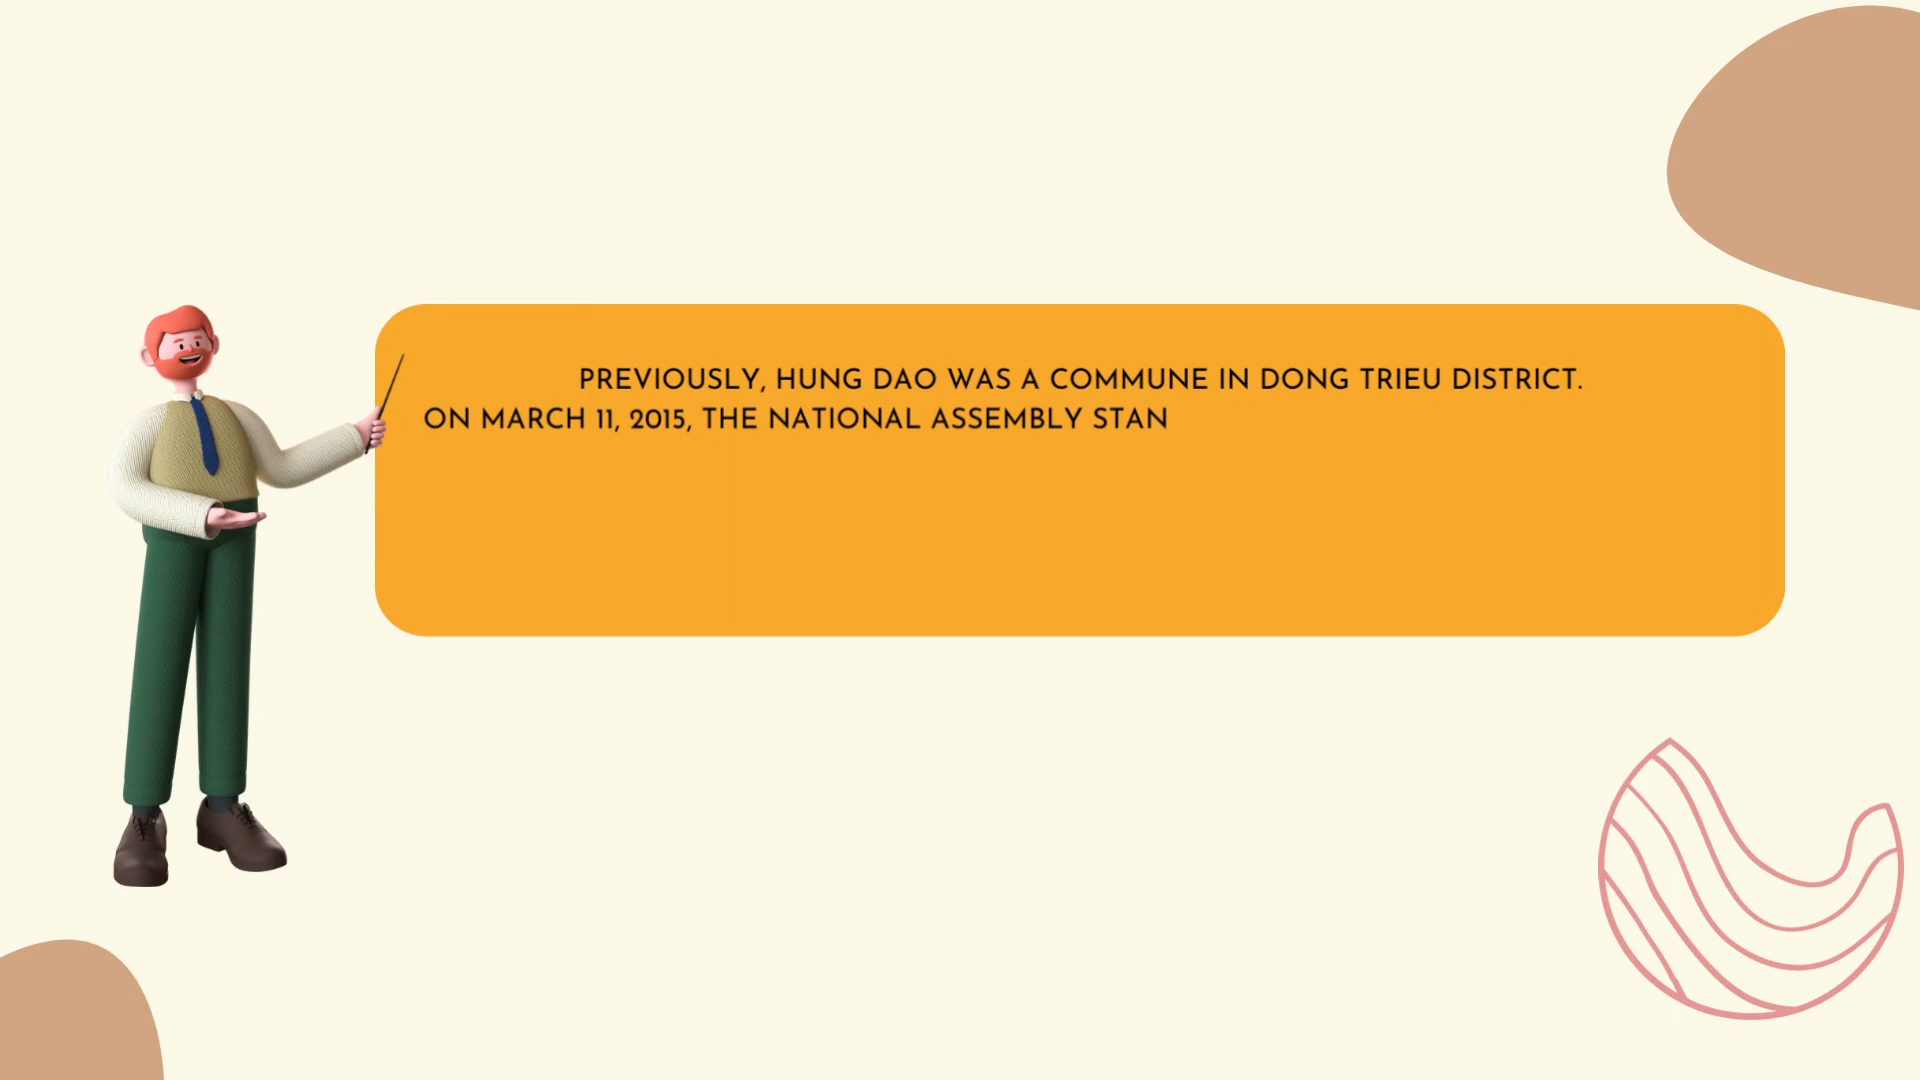 PREVIOUSLY, HUNG DAO WAS A COMMUNE IN DONG TRIEU DISTRICT.
ON MARCH 11, 2015, THE NATIONAL ASSEMBLY STAN